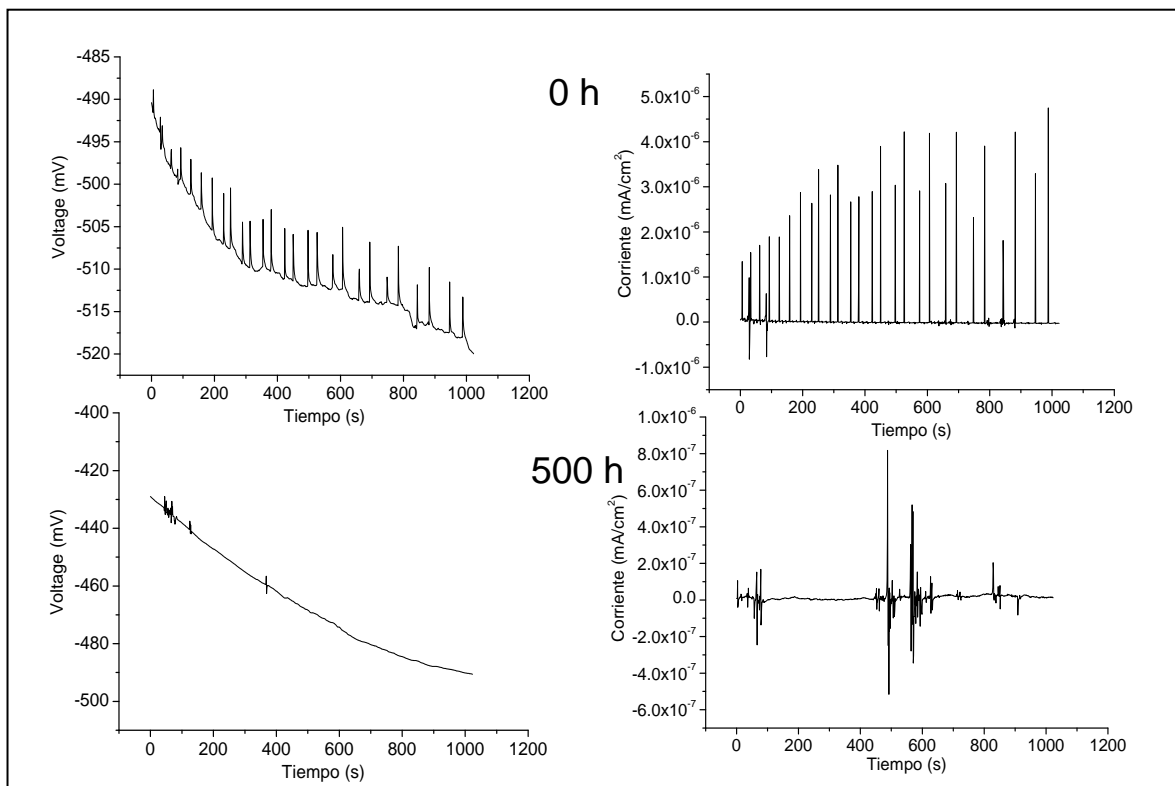 0 h
-485
-490
-495
-500
-505
-510
-515
-520
Voltage (mV)
0 200 400 600 800 1000 1200
Tiempo (s)
5.0x10⁻⁶
4.0x10⁻⁶
3.0x10⁻⁶
2.0x10⁻⁶
1.0x10⁻⁶
0.0
-1.0x10⁻⁶
Corriente (mA/cm²)
0 200 400 600 800 1000 1200
Tiempo (s)
500 h
-400
-420
-440
-460
-480
-500
Voltage (mV)
0 200 400 600 800 1000 1200
Tiempo (s)
1.0x10⁻⁶
8.0x10⁻⁷
6.0x10⁻⁷
4.0x10⁻⁷
2.0x10⁻⁷
0.0
-2.0x10⁻⁷
-4.0x10⁻⁷
-6.0x10⁻⁷
Corriente (mA/cm²)
0 200 400 600 800 1000 1200
Tiempo (s)